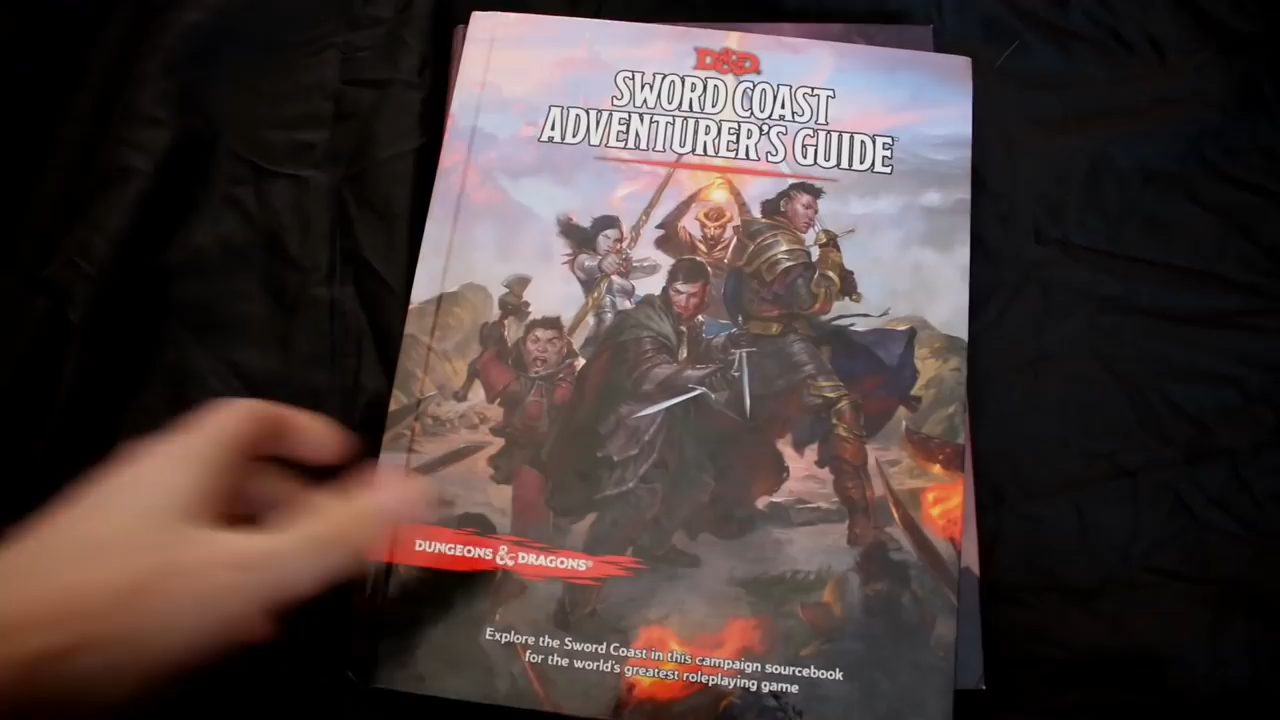 D&D
SWORD COAST
ADVENTURER'S GUIDE™
DUNGEONS & DRAGONS®
Explore the Sword Coast in this campaign sourcebook
for the world's greatest roleplaying game